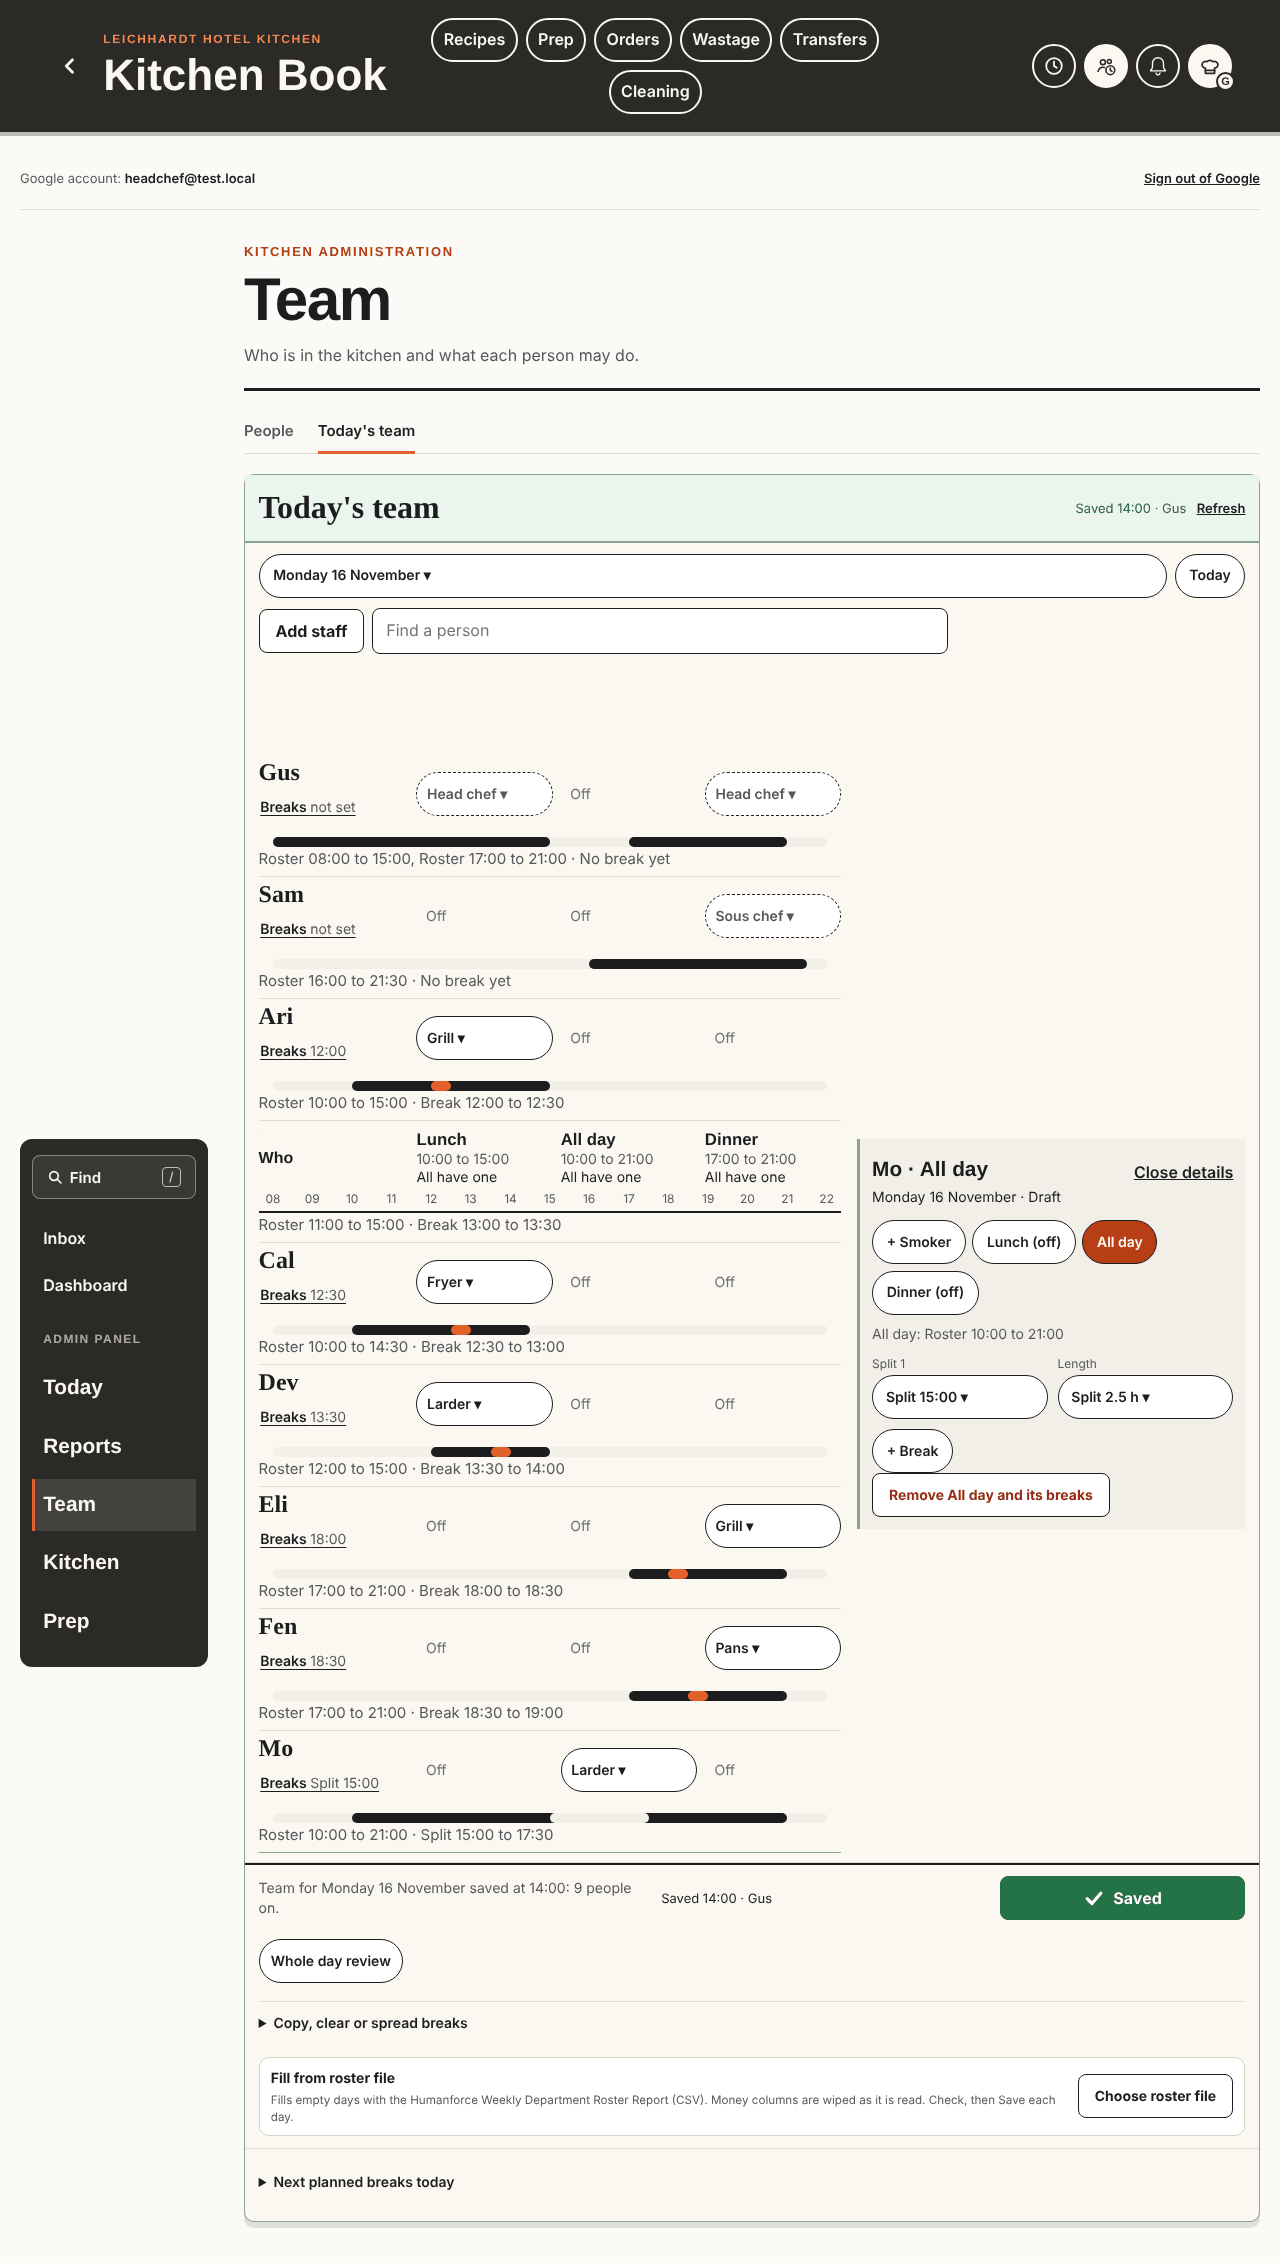 LEICHHARDT HOTEL KITCHEN
Kitchen Book
Recipes Prep Orders Wastage Transfers
Cleaning
G
Google account: headchef@test.local
Sign out of Google
KITCHEN ADMINISTRATION
Team
Who is in the kitchen and what each person may do.
People Today's team
Today's team
Saved 14:00 · Gus Refresh
Monday 16 November ▾
Today
Add staff
Find a person
Gus
Breaks not set
Head chef ▾
Off
Head chef ▾
Roster 08:00 to 15:00, Roster 17:00 to 21:00 · No break yet
Sam
Breaks not set
Off
Off
Sous chef ▾
Roster 16:00 to 21:30 · No break yet
Ari
Breaks 12:00
Grill ▾
Off
Off
Roster 10:00 to 15:00 · Break 12:00 to 12:30
Who
Lunch
10:00 to 15:00
All have one
All day
10:00 to 21:00
All have one
Dinner
17:00 to 21:00
All have one
08 09 10 11 12 13 14 15 16 17 18 19 20 21 22
Roster 11:00 to 15:00 · Break 13:00 to 13:30
Cal
Breaks 12:30
Fryer ▾
Off
Off
Roster 10:00 to 14:30 · Break 12:30 to 13:00
Dev
Breaks 13:30
Larder ▾
Off
Off
Roster 12:00 to 15:00 · Break 13:30 to 14:00
Eli
Breaks 18:00
Off
Off
Grill ▾
Roster 17:00 to 21:00 · Break 18:00 to 18:30
Fen
Breaks 18:30
Off
Off
Pans ▾
Roster 17:00 to 21:00 · Break 18:30 to 19:00
Mo
Breaks Split 15:00
Off
Larder ▾
Off
Roster 10:00 to 21:00 · Split 15:00 to 17:30
Find /
Inbox
Dashboard
ADMIN PANEL
Today
Reports
Team
Kitchen
Prep
Mo · All day
Close details
Monday 16 November · Draft
+ Smoker
Lunch (off)
All day
Dinner (off)
All day: Roster 10:00 to 21:00
Split 1
Length
Split 15:00 ▾
Split 2.5 h ▾
+ Break
Remove All day and its breaks
Team for Monday 16 November saved at 14:00: 9 people
on.
Saved 14:00 · Gus
Saved
Whole day review
Copy, clear or spread breaks
Fill from roster file
Fills empty days with the Humanforce Weekly Department Roster Report (CSV). Money columns are wiped as it is read. Check, then Save each
day.
Choose roster file
Next planned breaks today